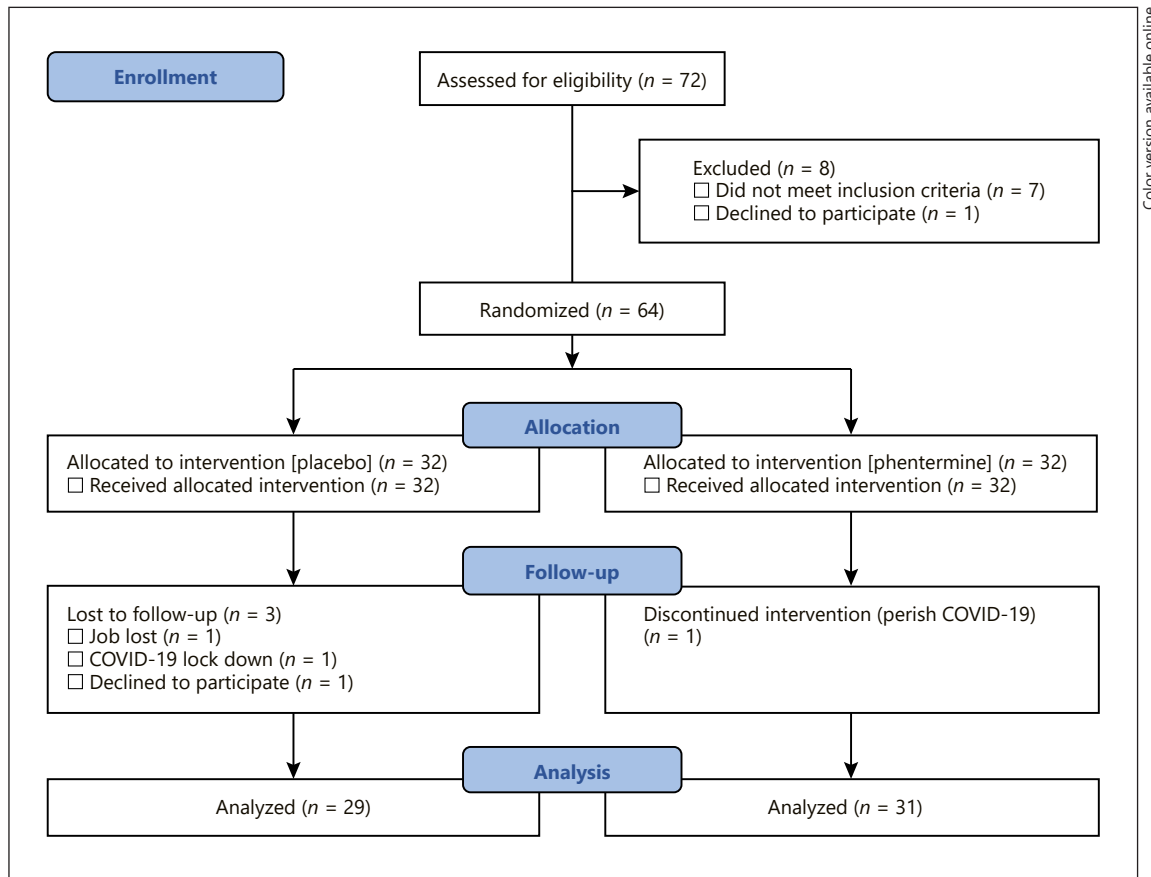 Enrollment
Assessed for eligibility (n = 72)
Excluded (n = 8)
□ Did not meet inclusion criteria (n = 7)
□ Declined to participate (n = 1)
Randomized (n = 64)
Allocation
Allocated to intervention [placebo] (n = 32)
□ Received allocated intervention (n = 32)
Allocated to intervention [phentermine] (n = 32)
□ Received allocated intervention (n = 32)
Follow-up
Lost to follow-up (n = 3)
□ Job lost (n = 1)
□ COVID-19 lock down (n = 1)
□ Declined to participate (n = 1)
Discontinued intervention (perish COVID-19)
(n = 1)
Analysis
Analyzed (n = 29)
Analyzed (n = 31)
Color version available online